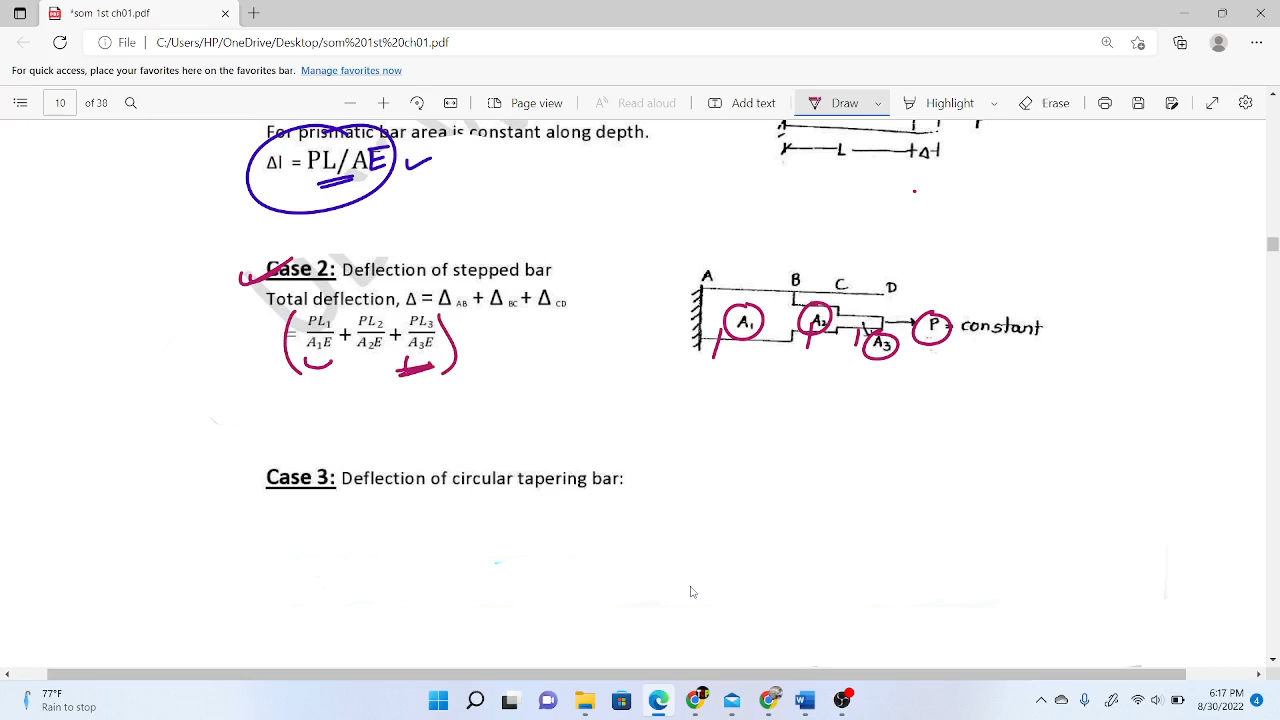 *som 1st ch01.pdf
File C:/Users/HP/OneDrive/Documents/som%201st%20ch01.pdf
For quick access, place your favorites here on the favorites bar. Manage favorites now
10 of 38 Page view Read aloud Add text Draw Highlight Erase
For prismatic bar area is constant along depth.
Δl = PL/AE
L Δ
Case 2: Deflection of stepped bar
A B C D
Total deflection, Δ = Δ AB + Δ BC + Δ CD
= PL₁/A₁E + PL₂/A₂E + PL₃/A₃E
A₁ A₂ A₃ P = constant
Case 3: Deflection of circular tapering bar:
77°F
Rain to stop
6:17 PM
8/30/2022
4